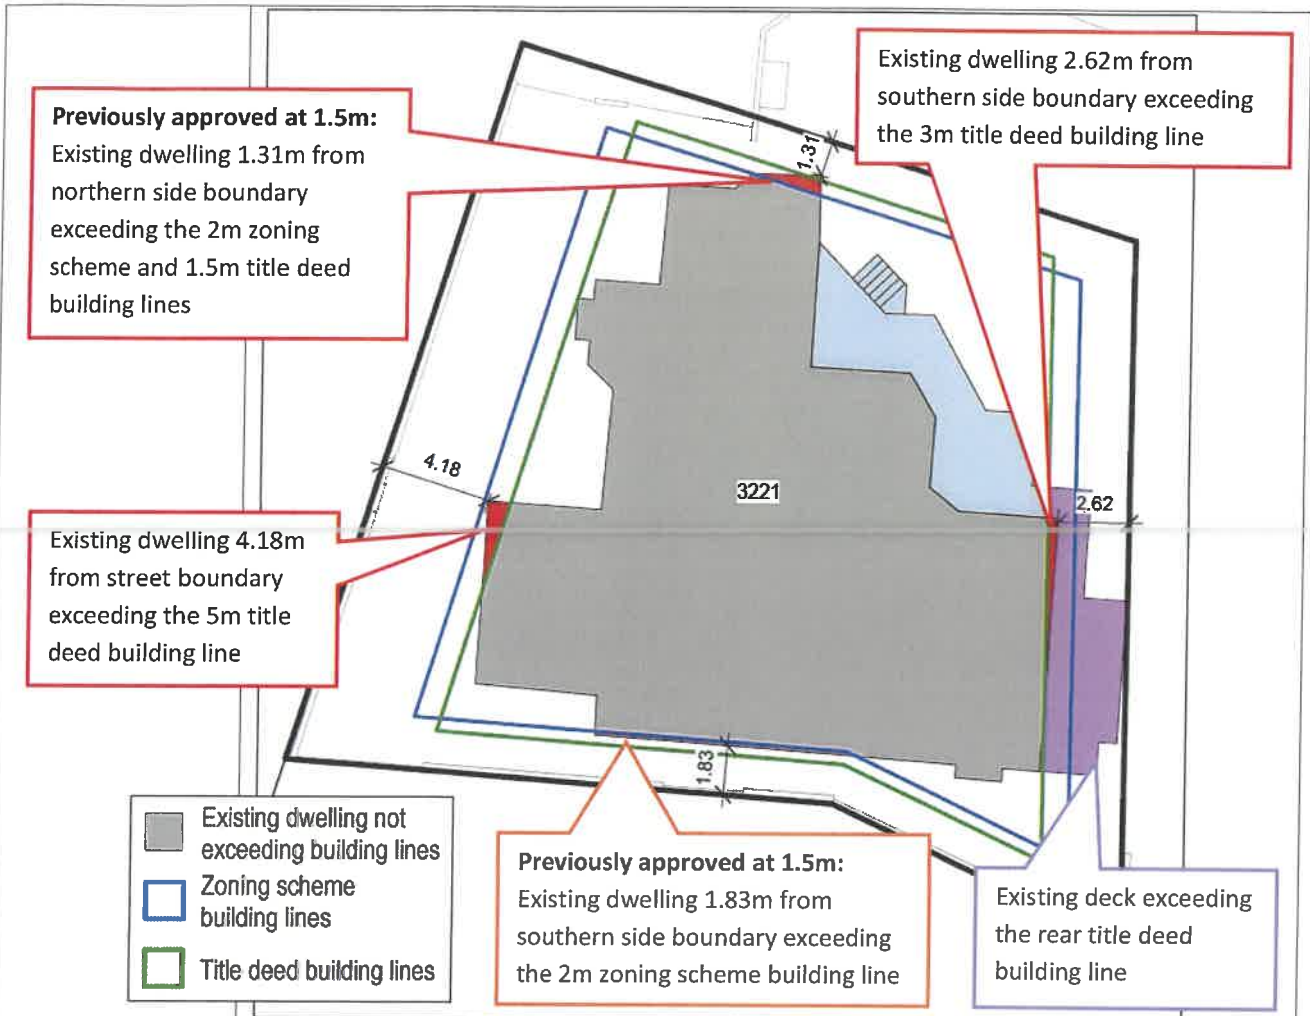 Previously approved at 1.5m:
Existing dwelling 1.31m from
northern side boundary
exceeding the 2m zoning
scheme and 1.5m title deed
building lines
Existing dwelling 2.62m from
southern side boundary exceeding
the 3m title deed building line
1.31
4.18
3221
2.62
Existing dwelling 4.18m
from street boundary
exceeding the 5m title
deed building line
1.83
Existing dwelling not
exceeding building lines
Zoning scheme
building lines
Title deed building lines
Previously approved at 1.5m:
Existing dwelling 1.83m from
southern side boundary exceeding
the 2m zoning scheme building line
Existing deck exceeding
the rear title deed
building line